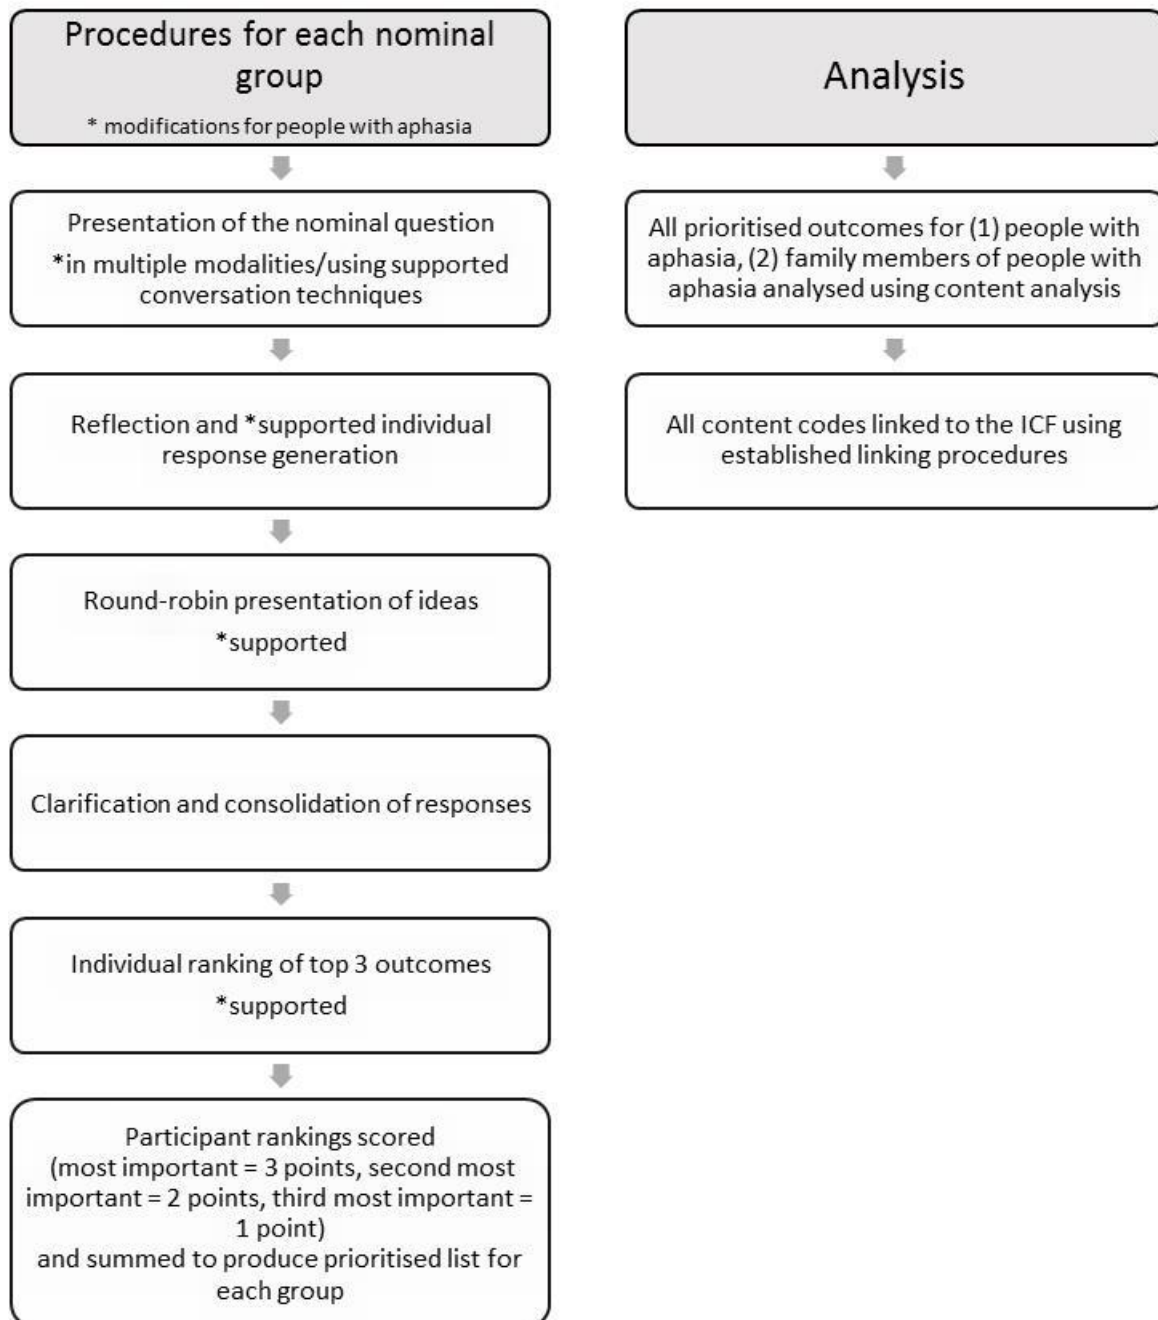 Procedures for each nominal
group
* modifications for people with aphasia
Presentation of the nominal question
*in multiple modalities/using supported
conversation techniques
Reflection and *supported individual
response generation
Round-robin presentation of ideas
*supported
Clarification and consolidation of responses
Individual ranking of top 3 outcomes
*supported
Participant rankings scored
(most important = 3 points, second most
important = 2 points, third most important =
1 point)
and summed to produce prioritised list for
each group
Analysis
All prioritised outcomes for (1) people with
aphasia, (2) family members of people with
aphasia analysed using content analysis
All content codes linked to the ICF using
established linking procedures